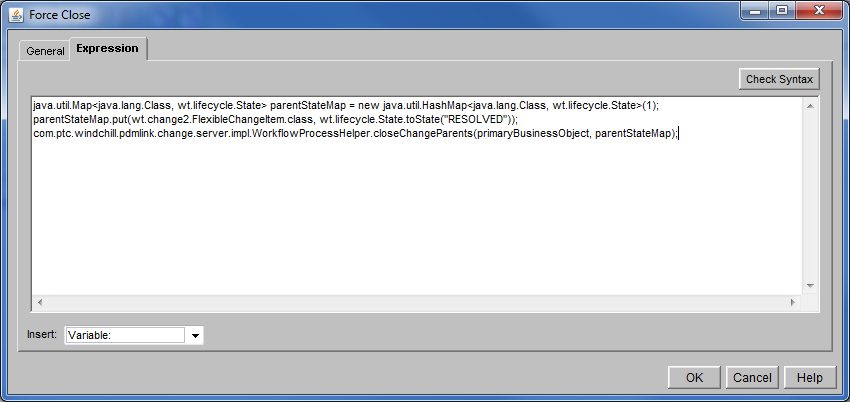 Force Close
General
Expression
Check Syntax
java.util.Map<java.lang.Class, wt.lifecycle.State> parentStateMap = new java.util.HashMap<java.lang.Class, wt.lifecycle.State>(1);
parentStateMap.put(wt.change2.FlexibleChangeItem.class, wt.lifecycle.State.toState("RESOLVED"));
com.ptc.windchill.pdmlink.change.server.impl.WorkflowProcessHelper.closeChangeParents(primaryBusinessObject, parentStateMap);
Insert: Variable:
OK Cancel Help